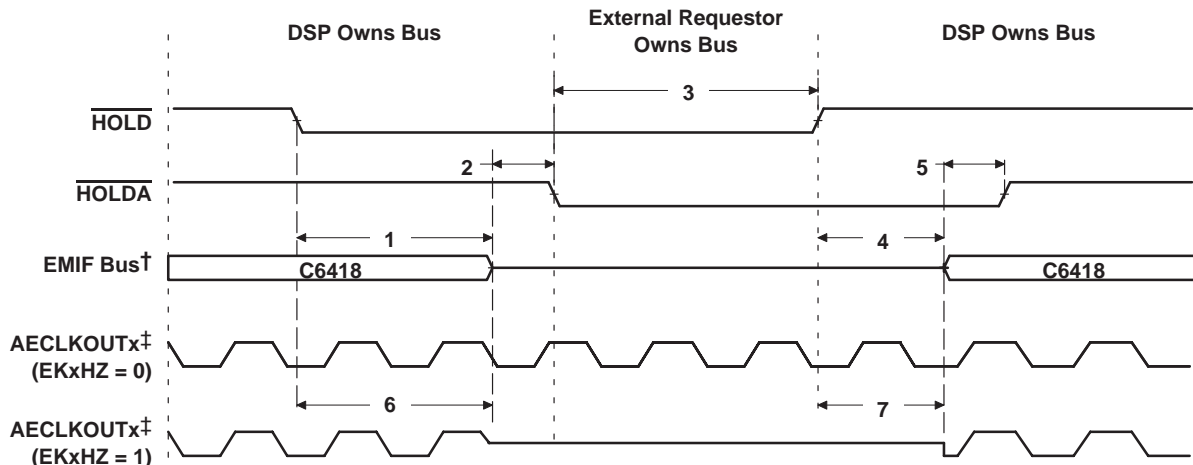 DSP Owns Bus
External Requestor
Owns Bus
DSP Owns Bus
3
HOLD
2
5
HOLDA
1
4
EMIF Bus†
C6418
C6418
AECLKOUTx‡
(EKxHZ = 0)
6
7
AECLKOUTx‡
(EKxHZ = 1)